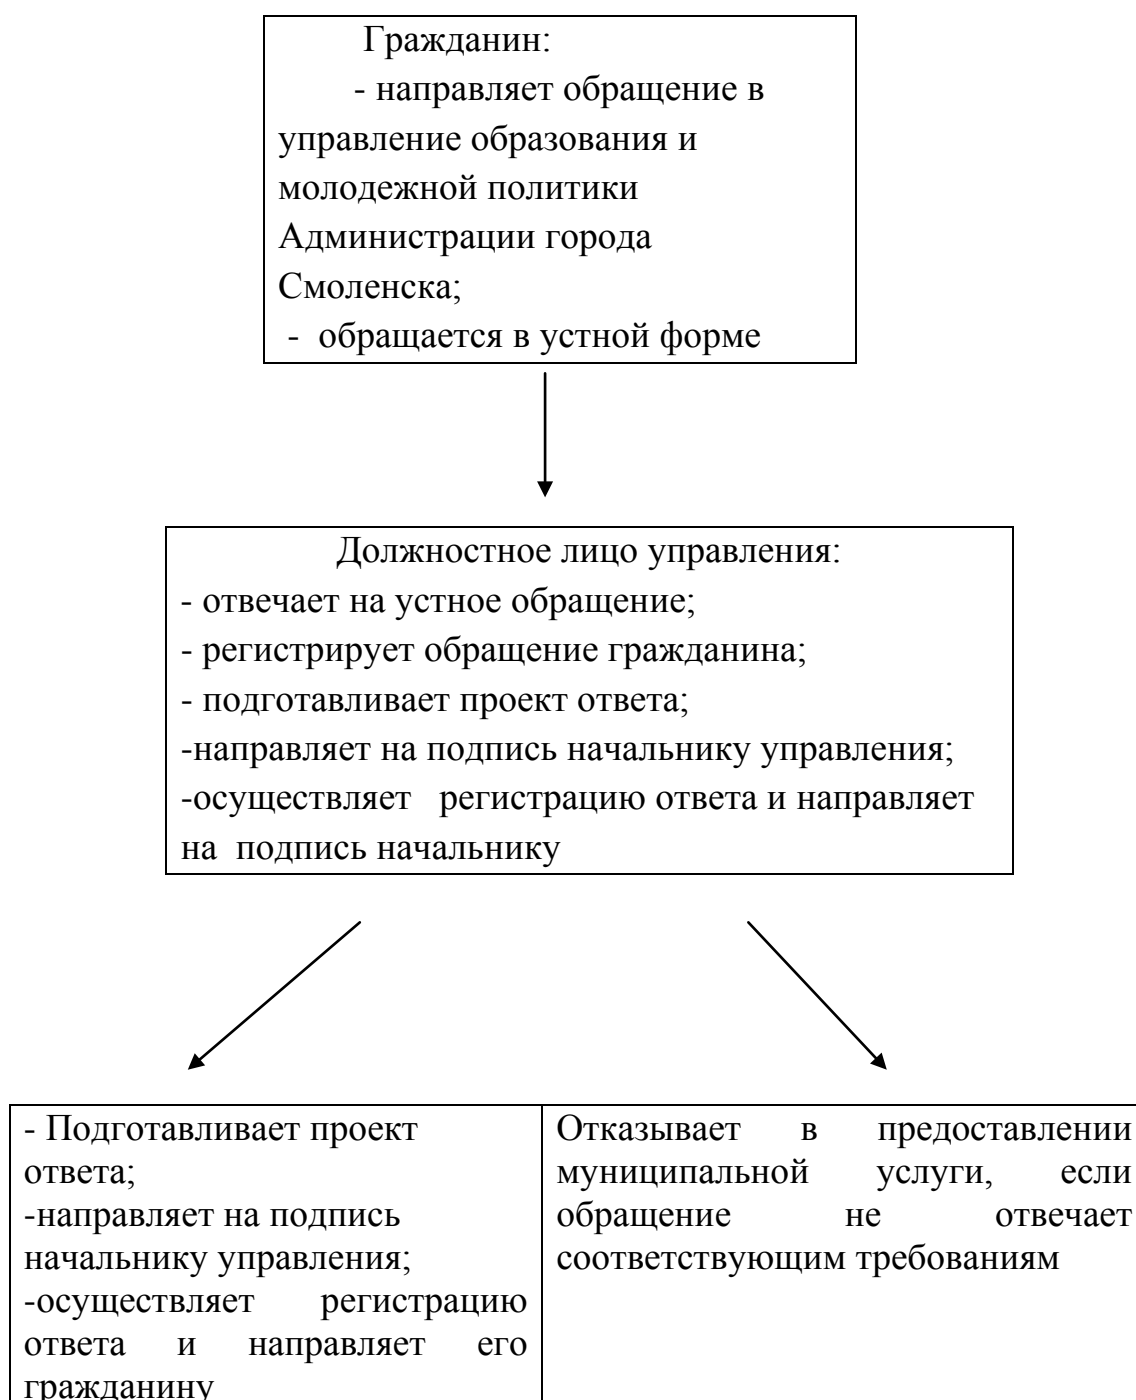 Гражданин:
- направляет обращение в
управление образования и
молодежной политики
Администрации города
Смоленска;
- обращается в устной форме
Должностное лицо управления:
- отвечает на устное обращение;
- регистрирует обращение гражданина;
- подготавливает проект ответа;
-направляет на подпись начальнику управления;
-осуществляет регистрацию ответа и направляет
на подпись начальнику
- Подготавливает проект
ответа;
-направляет на подпись
начальнику управления;
-осуществляет регистрацию
ответа и направляет его
гражданину
Отказывает в предоставлении
муниципальной услуги, если
обращение не отвечает
соответствующим требованиям